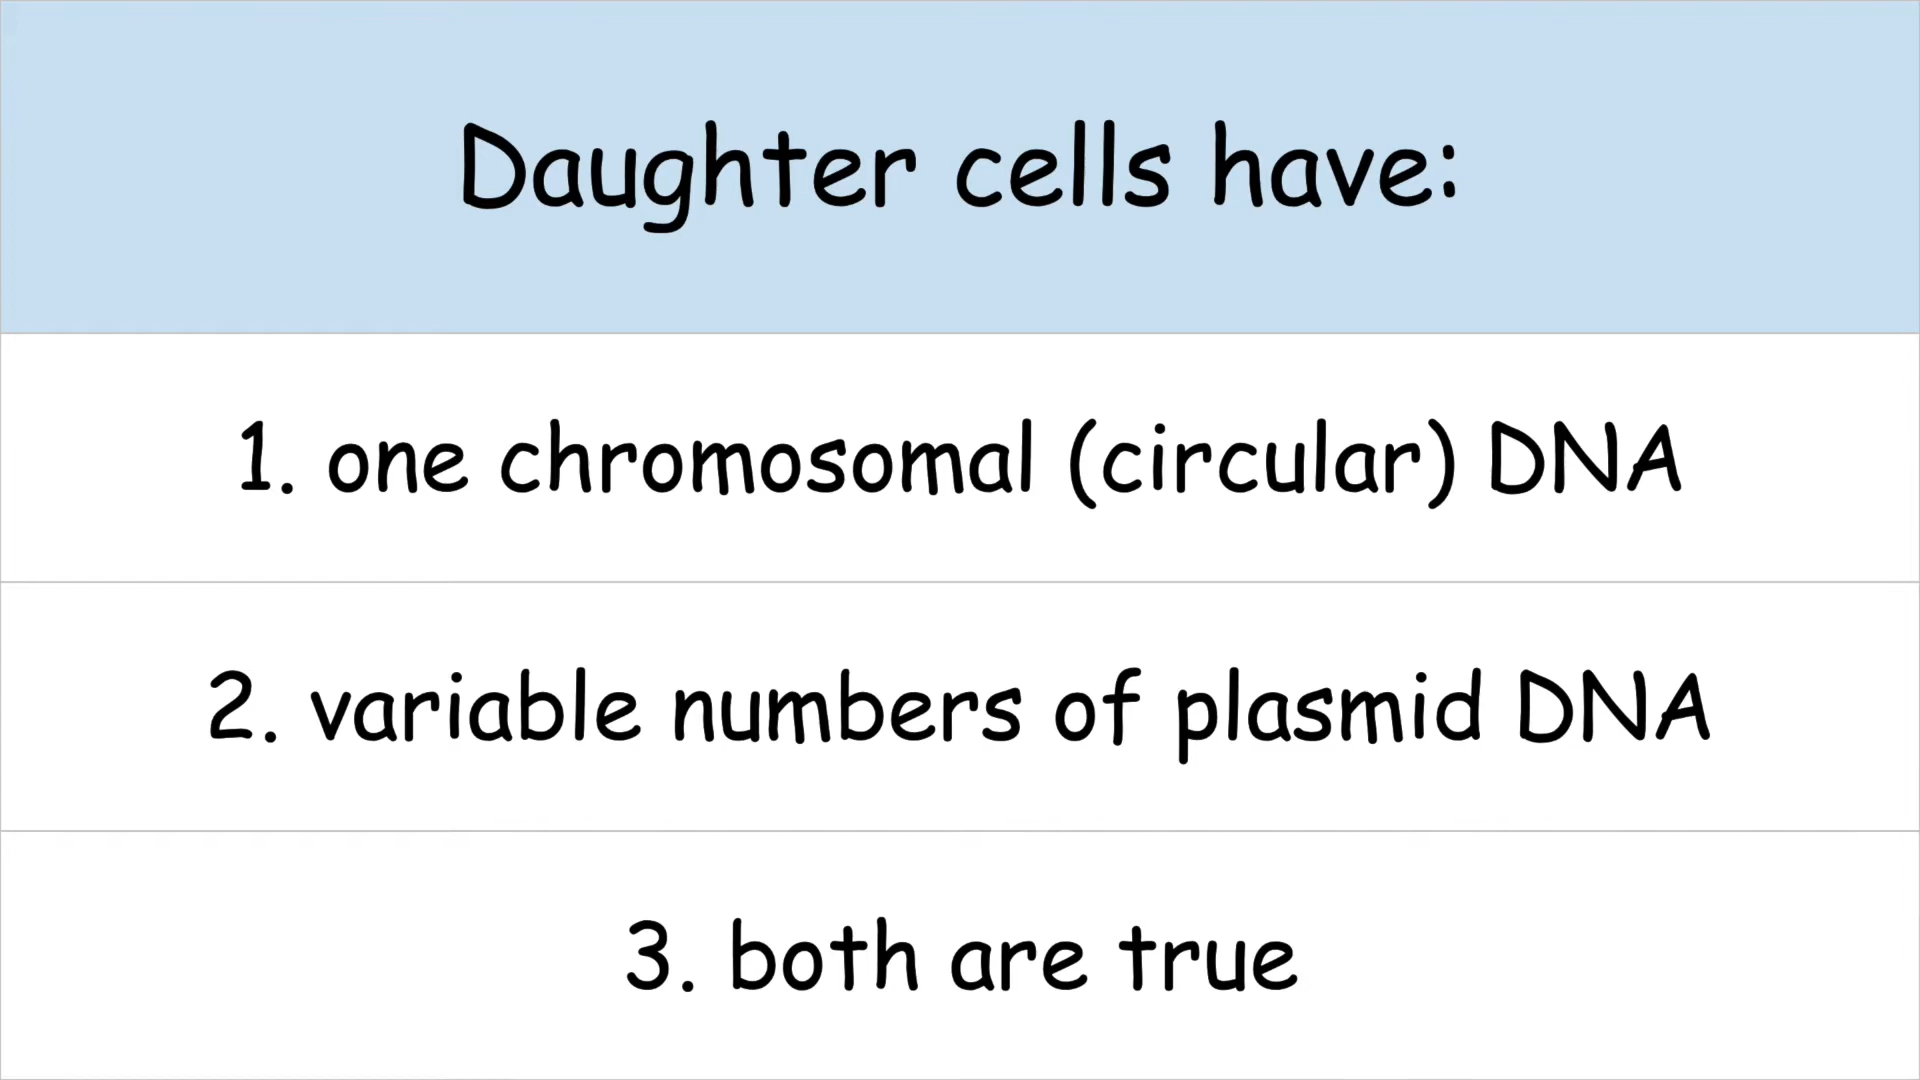 Daughter cells have:
1. one chromosomal (circular) DNA
2. variable numbers of plasmid DNA
3. both are true